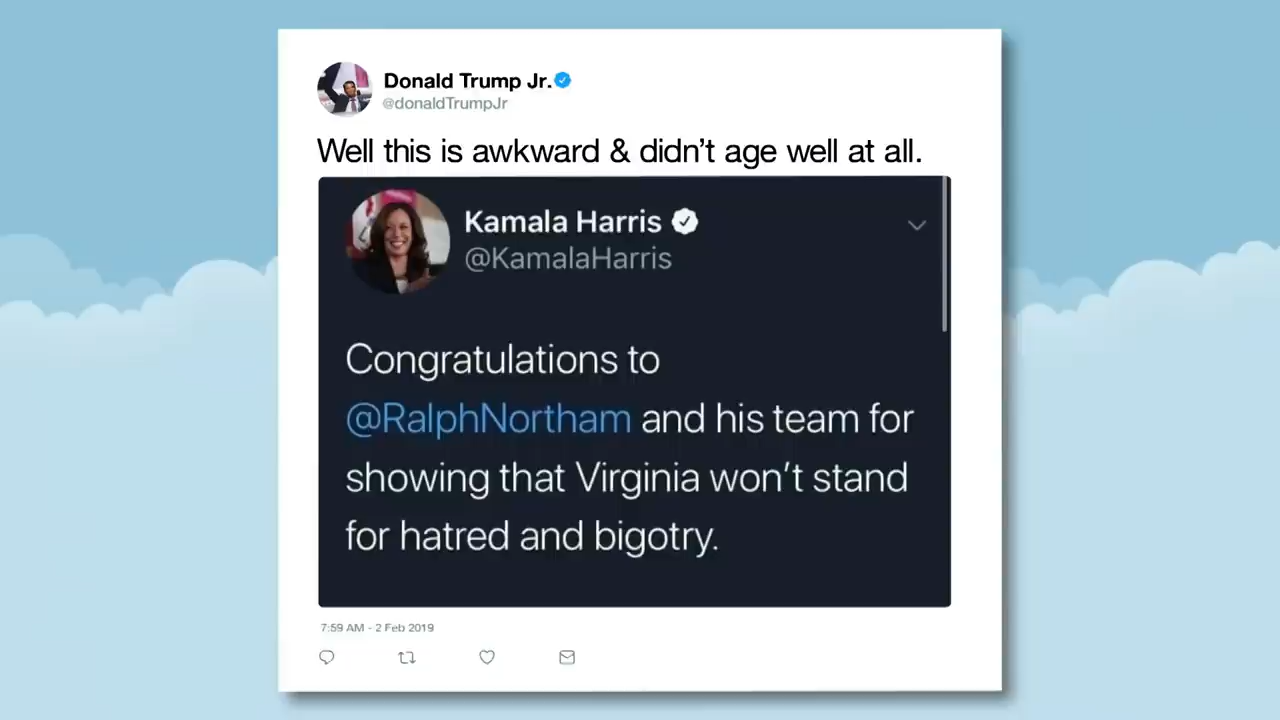 Donald Trump Jr.
@donaldTrumpJr
Well this is awkward & didn't age well at all.
Kamala Harris
@KamalaHarris
Congratulations to
@RalphNortham and his team for
showing that Virginia won't stand
for hatred and bigotry.
7:59 AM - 2 Feb 2019